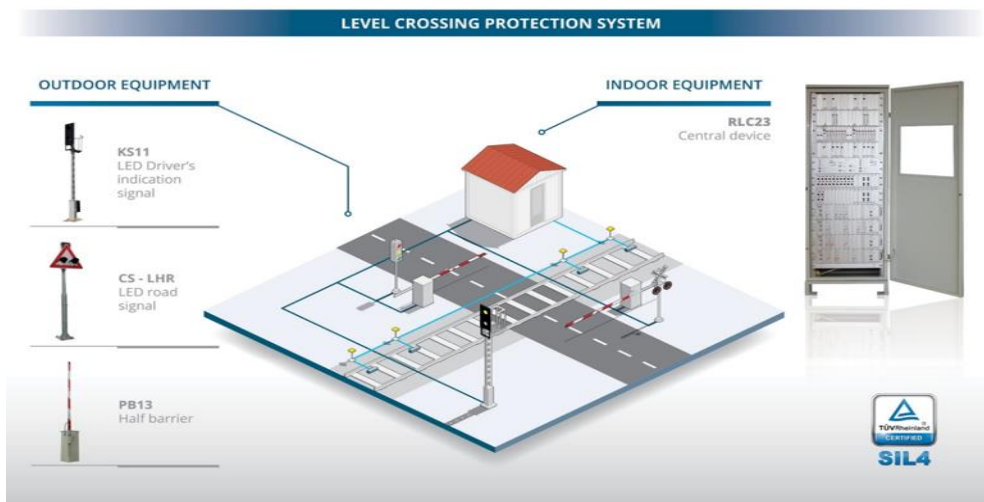 LEVEL CROSSING PROTECTION SYSTEM
OUTDOOR EQUIPMENT
KS11
LED Driver's
indication
signal
CS - LHR
LED road
signal
PB13
Half barrier
INDOOR EQUIPMENT
RLC23
Central device
TÜVRheinland
CERTIFIED
SIL4